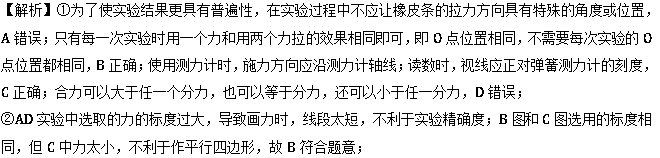 【解析】①为了使实验结果更具有普遍性，在实验过程中不应让橡皮条的拉力方向具有特殊的角度或位置，
A 错误；只有每一次实验时用一个力和用两个力拉的效果相同即可，即 O 点位置相同，不需要每次实验的 O
点位置都相同，B 正确；使用测力计时，施力方向应沿测力计轴线；读数时，视线应正对弹簧测力计的刻度，
C 正确；合力可以大于任一个分力，也可以等于分力，还可以小于任一分力，D 错误；
②AD 实验中选取的力的标度过大，导致画力时，线段太短，不利于实验精确度；B 图和 C 图选用的标度相
同，但 C 中力太小，不利于作平行四边形，故 B 符合题意；